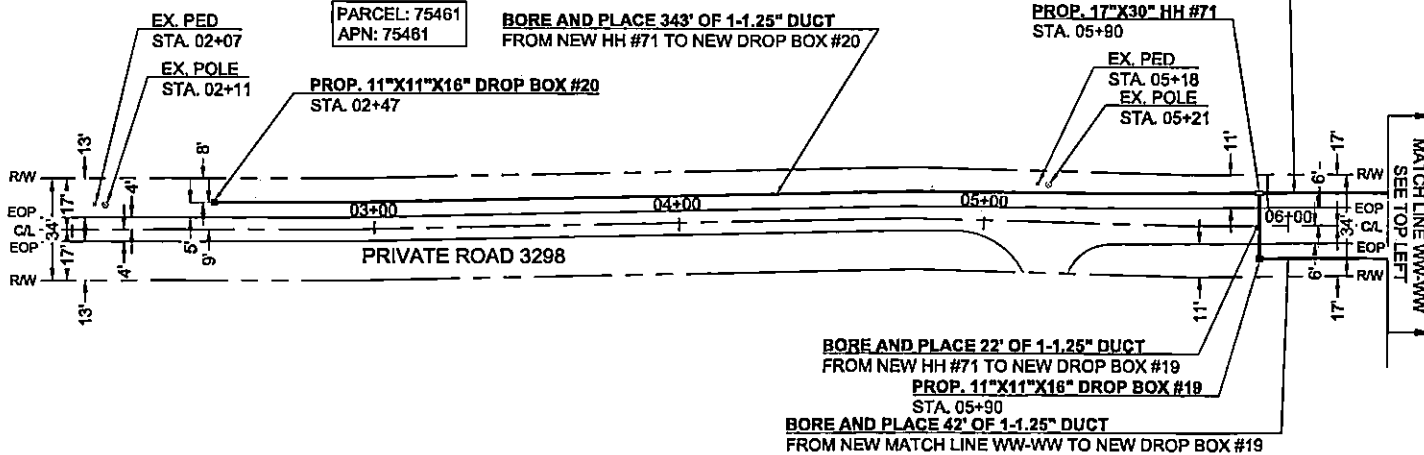 EX. PED
STA. 02+07
EX. POLE
STA. 02+11
PARCEL: 75461
APN: 75461
PROP. 11"X11"X16" DROP BOX #20
STA. 02+47
BORE AND PLACE 343' OF 1-1.25" DUCT
FROM NEW HH #71 TO NEW DROP BOX #20
PROP. 17"X30" HH #71
STA. 05+90
EX. PED
STA. 05+18
EX. POLE
STA. 05+21
13'
8'
11'
17'
R/W
R/W
17'
4'
6'
EOP
03+00
04+00
05+00
06+00
EOP
C/L
34'
34'
C/L
EOP
EOP
17'
4'
5'
9'
PRIVATE ROAD 3298
6'
R/W
R/W
13'
11'
17'
MATCH LINE WW-WW
SEE TOP LEFT
BORE AND PLACE 22' OF 1-1.25" DUCT
FROM NEW HH #71 TO NEW DROP BOX #19
PROP. 11"X11"X16" DROP BOX #19
STA. 05+90
BORE AND PLACE 42' OF 1-1.25" DUCT
FROM NEW MATCH LINE WW-WW TO NEW DROP BOX #19